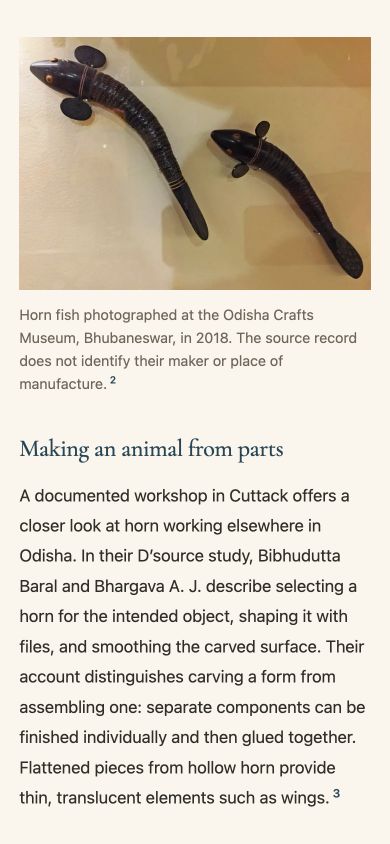 Horn fish photographed at the Odisha Crafts
Museum, Bhubaneswar, in 2018. The source record
does not identify their maker or place of
manufacture. 2
Making an animal from parts
A documented workshop in Cuttack offers a
closer look at horn working elsewhere in
Odisha. In their D’source study, Bibhudutta
Baral and Bhargava A. J. describe selecting a
horn for the intended object, shaping it with
files, and smoothing the carved surface. Their
account distinguishes carving a form from
assembling one: separate components can be
finished individually and then glued together.
Flattened pieces from hollow horn provide
thin, translucent elements such as wings. 3